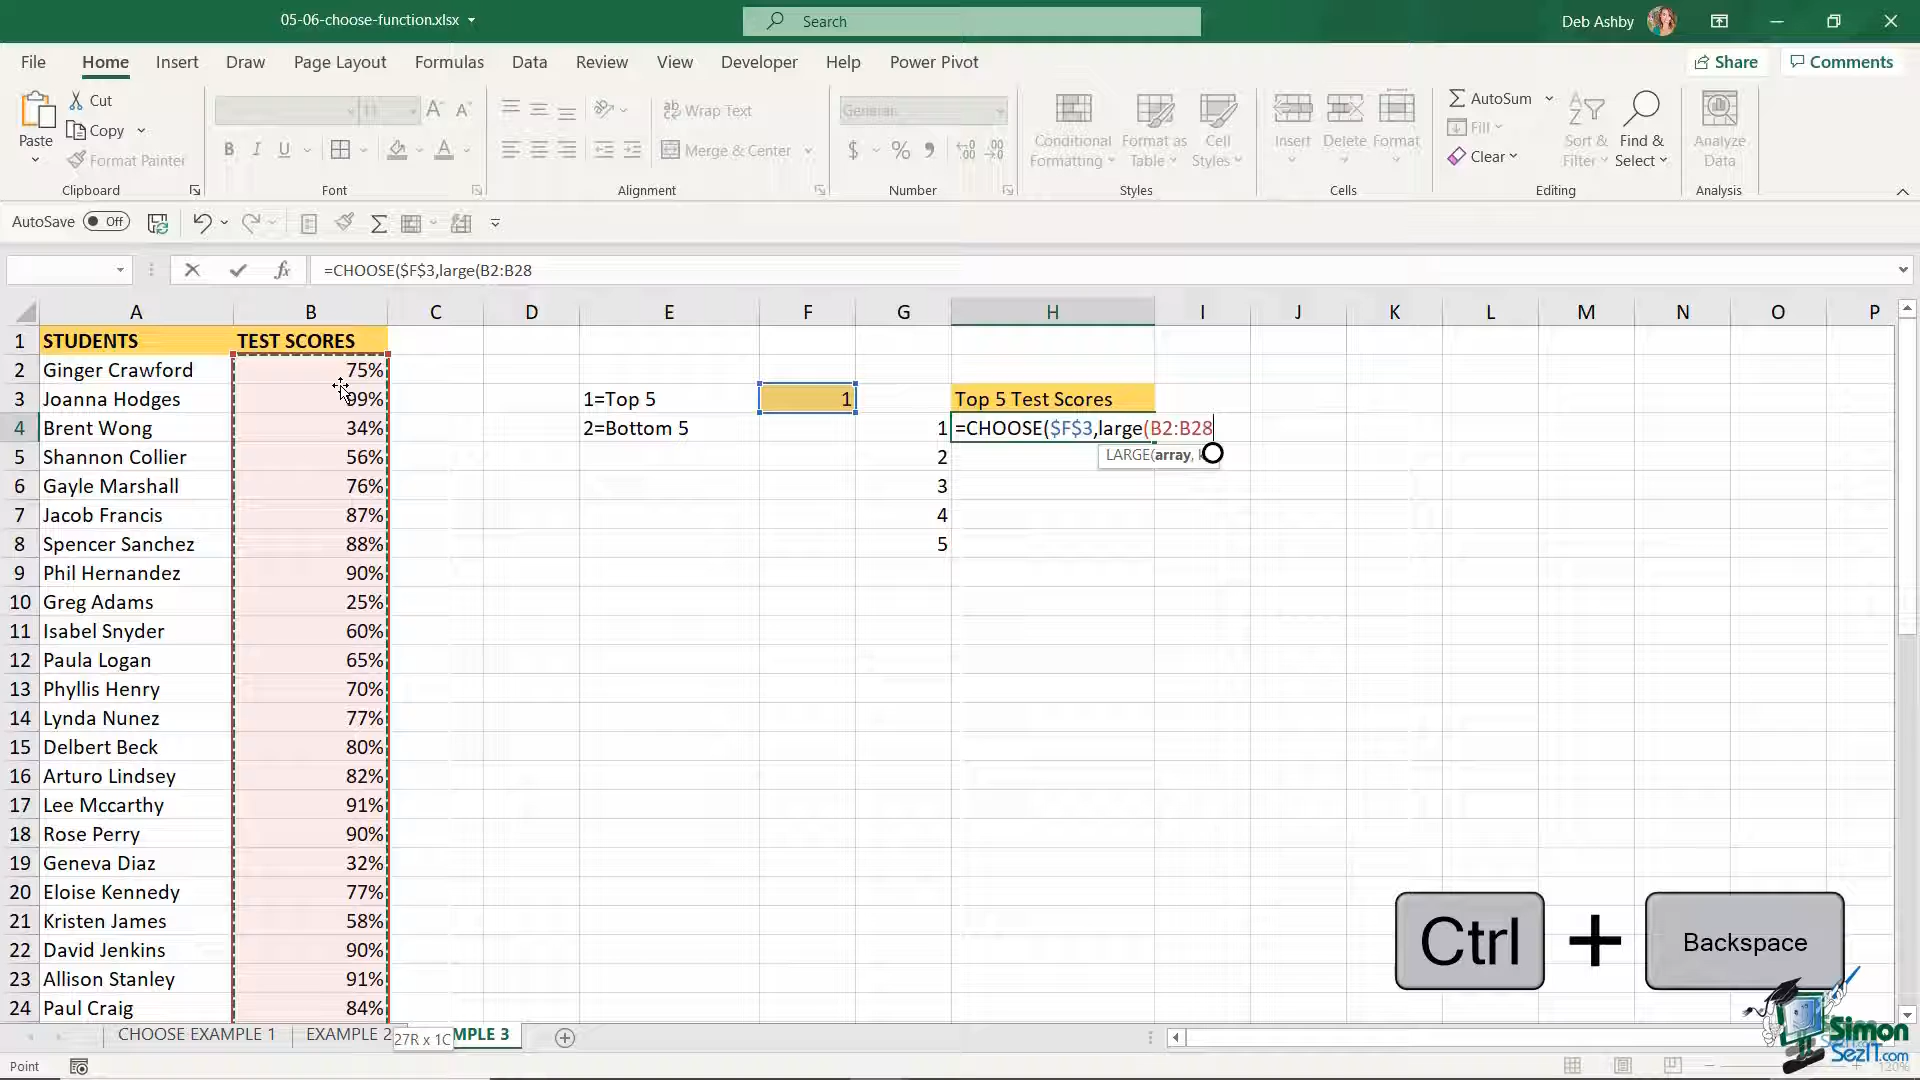 05-06-choose-function.xlsx
Search
Deb Ashby
File Home Insert Draw Page Layout Formulas Data Review View Developer Help Power Pivot
Share
Comments
Paste
Cut
Copy
Format Painter
Clipboard
11
B I U
Font
Wrap Text
Merge & Center
Alignment
General
$ % 9
Number
Conditional Formatting
Format as Table
Cell Styles
Styles
Insert
Delete
Format
Cells
AutoSum
Fill
Clear
Sort & Filter
Find & Select
Editing
Analyze Data
Analysis
AutoSave Off
fx
=CHOOSE($F$3,large(B2:B28
A B C D E F G H I J K L M N O P
1 STUDENTS TEST SCORES
2 Ginger Crawford 75%
3 Joanna Hodges 99% 1=Top 5 1 Top 5 Test Scores
4 Brent Wong 34% 2=Bottom 5 1 =CHOOSE($F$3,large(B2:B28
LARGE(array,
5 Shannon Collier 56% 2
6 Gayle Marshall 76% 3
7 Jacob Francis 87% 4
8 Spencer Sanchez 88% 5
9 Phil Hernandez 90%
10 Greg Adams 25%
11 Isabel Snyder 60%
12 Paula Logan 65%
13 Phyllis Henry 70%
14 Lynda Nunez 77%
15 Delbert Beck 80%
16 Arturo Lindsey 82%
17 Lee Mccarthy 91%
18 Rose Perry 90%
19 Geneva Diaz 32%
20 Eloise Kennedy 77%
21 Kristen James 58%
22 David Jenkins 90%
23 Allison Stanley 91%
24 Paul Craig 84%
Ctrl + Backspace
CHOOSE EXAMPLE 1 EXAMPLE 2 27R x 1C MPLE 3
Simon
SezIT.com
Point
120%